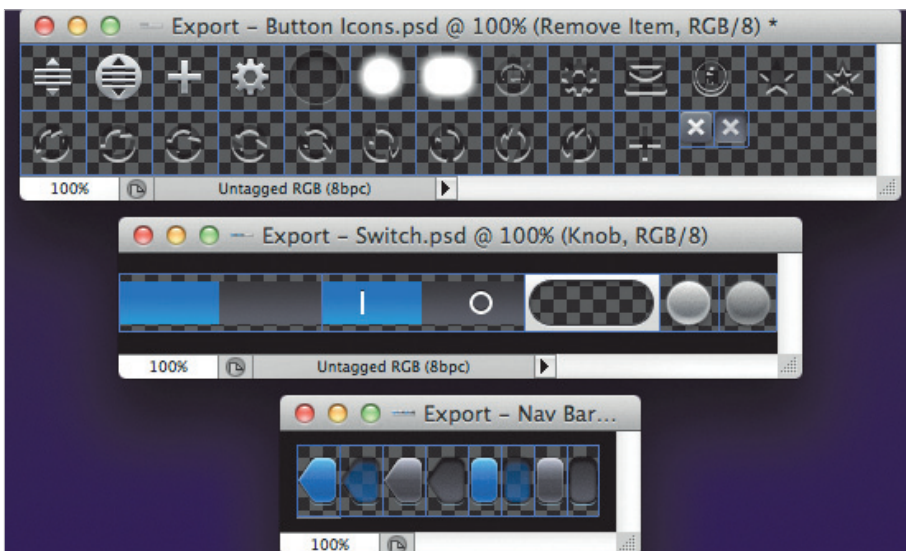 Export – Button Icons.psd @ 100% (Remove Item, RGB/8) *
100%
Untagged RGB (8bpc)
Export – Switch.psd @ 100% (Knob, RGB/8)
100%
Untagged RGB (8bpc)
Export – Nav Bar...
100%